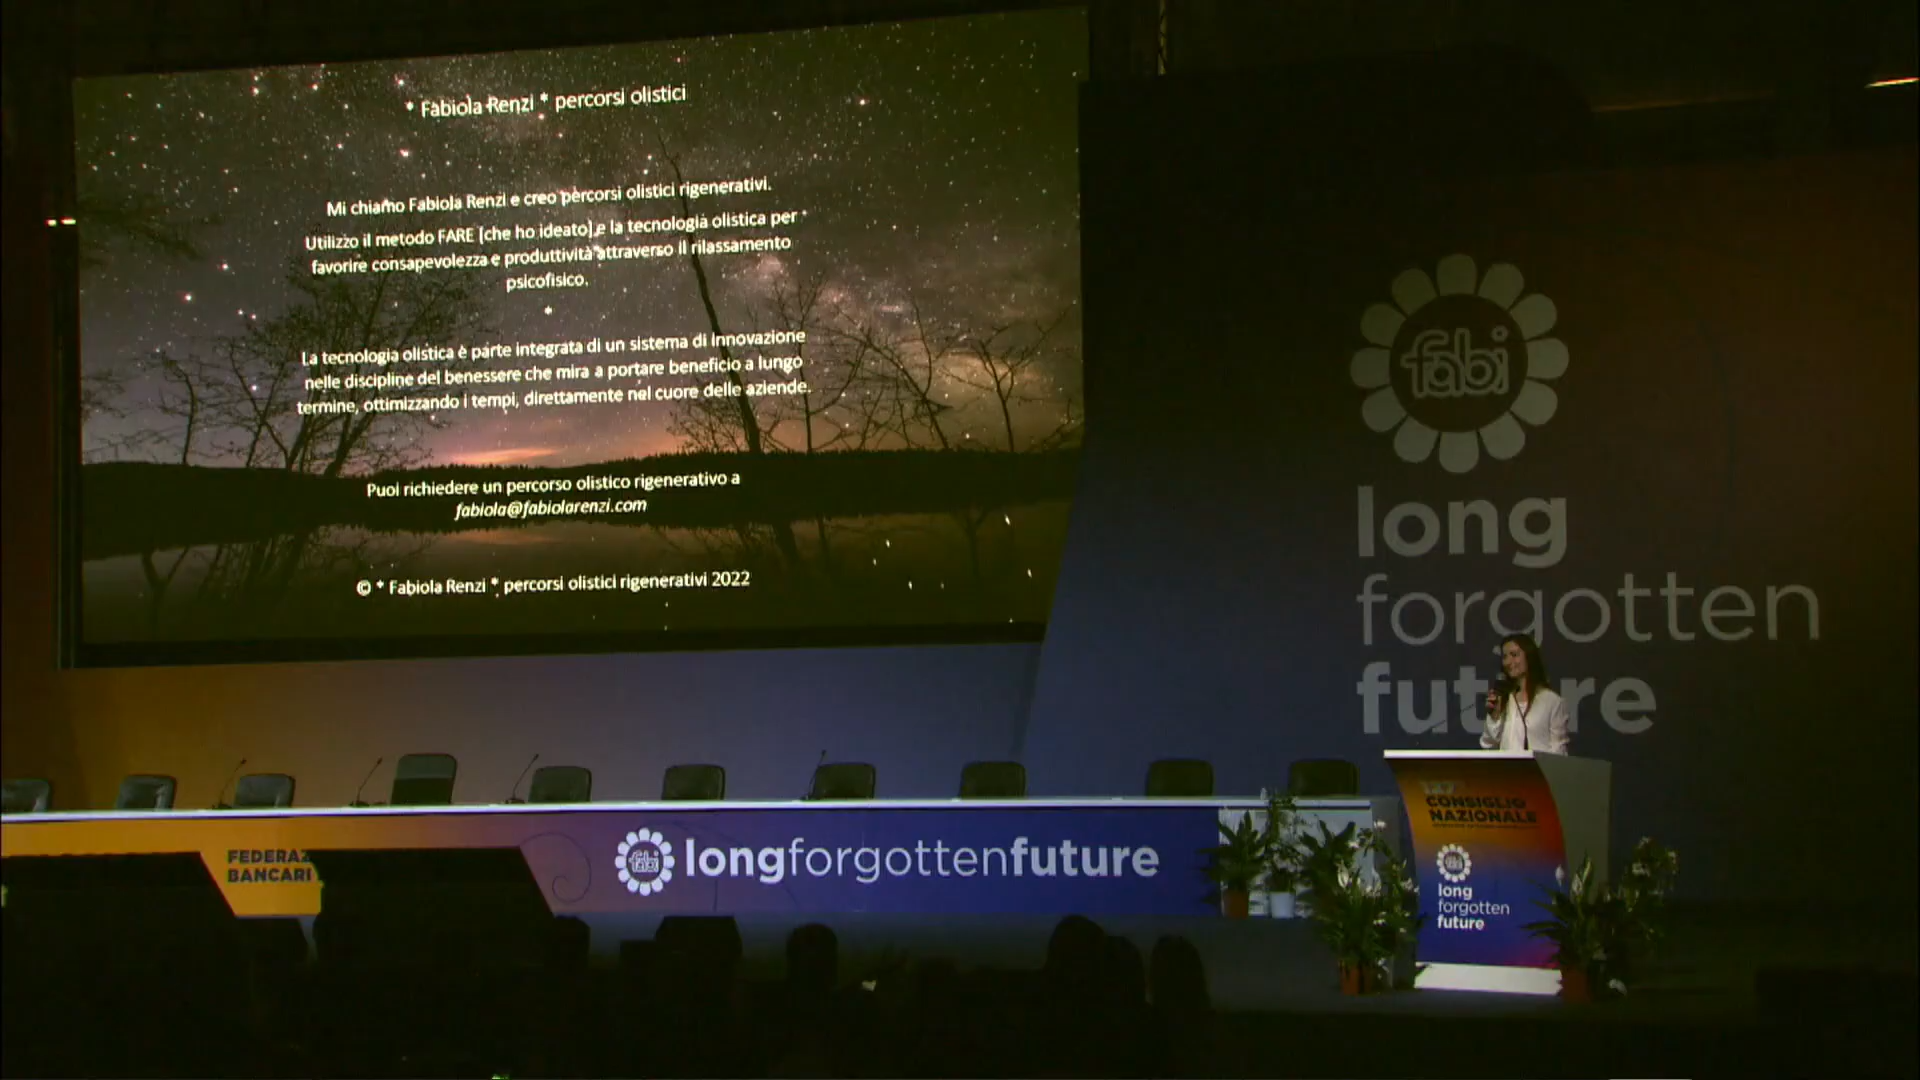 * Fabiola Renzi * percorsi olistici
Mi chiamo Fabiola Renzi e creo percorsi olistici rigenerativi.
Utilizzo il metodo FARE [che ho ideato] e la tecnologia olistica per
favorire consapevolezza e produttività attraverso il rilassamento
psicofisico.
*
La tecnologia olistica è parte integrata di un sistema di innovazione
nelle discipline del benessere che mira a portare beneficio a lungo
termine, ottimizzando i tempi, direttamente nel cuore delle aziende.
Puoi richiedere un percorso olistico rigenerativo a
fabiola@fabiolarenzi.com
© * Fabiola Renzi * percorsi olistici rigenerativi 2022
fabi
long
forgotten
future
FEDERAZ
BANCARI
fabi longforgottenfuture
CONSIGLIO
NAZIONALE
fabi
long
forgotten
future